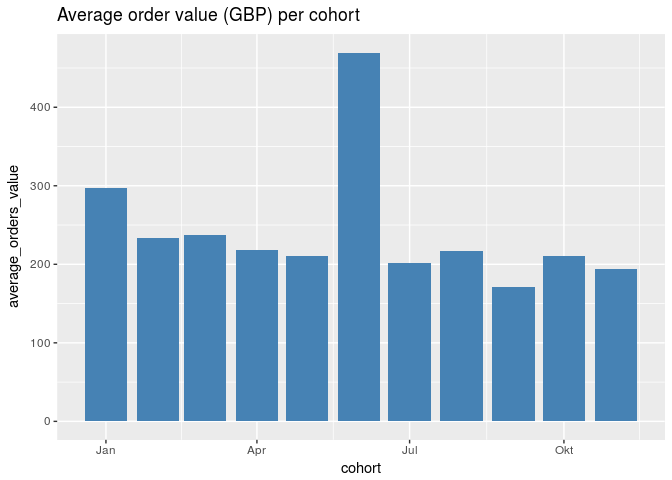 Average order value (GBP) per cohort
average_orders_value
400
300
200
100
0
Jan Apr Jul Okt
cohort